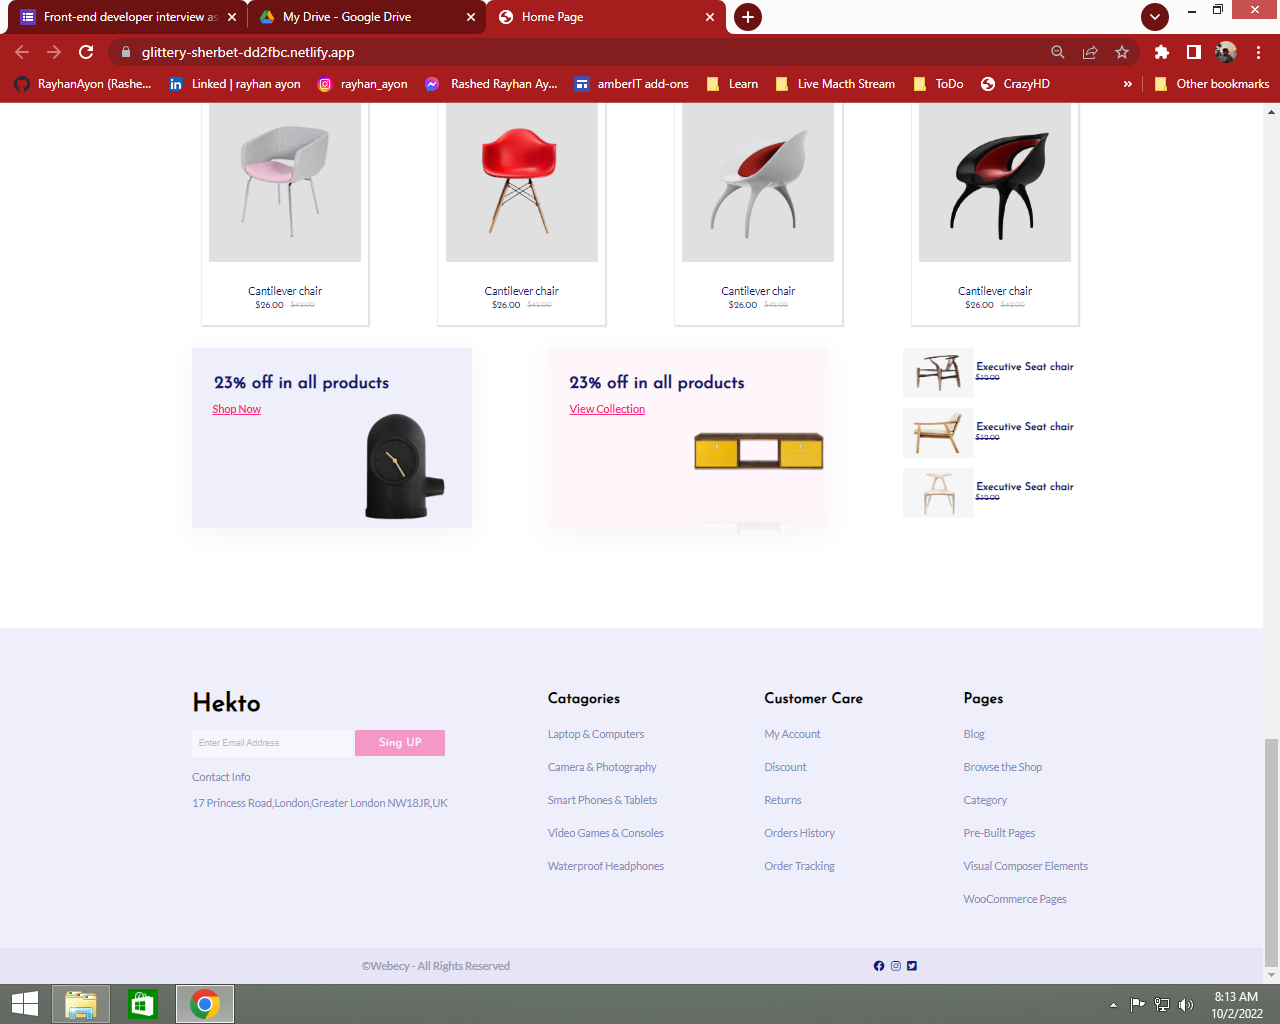 Front-end developer interview as
My Drive - Google Drive
Home Page
glittery-sherbet-dd2fbc.netlify.app
RayhanAyon (Rashe...
Linked | rayhan ayon
rayhan_ayon
Rashed Rayhan Ay...
amberIT add-ons
Learn
Live Macth Stream
ToDo
CrazyHD
»
Other bookmarks
Cantilever chair
$26.00 $42.00
Cantilever chair
$26.00 $42.00
Cantilever chair
$26.00 $42.00
Cantilever chair
$26.00 $42.00
23% off in all products
Shop Now
23% off in all products
View Collection
Executive Seat chair
$32.00
Executive Seat chair
$32.00
Executive Seat chair
$32.00
Hekto
Enter Email Address
Sing UP
Contact Info
17 Princess Road,London,Greater London NW18JR,UK
Catagories
Laptop & Computers
Camera & Photography
Smart Phones & Tablets
Video Games & Consoles
Waterproof Headphones
Customer Care
My Account
Discount
Returns
Orders History
Order Tracking
Pages
Blog
Browse the Shop
Category
Pre-Built Pages
Visual Composer Elements
WooCommerce Pages
©Webecy - All Rights Reserved
8:13 AM
10/2/2022